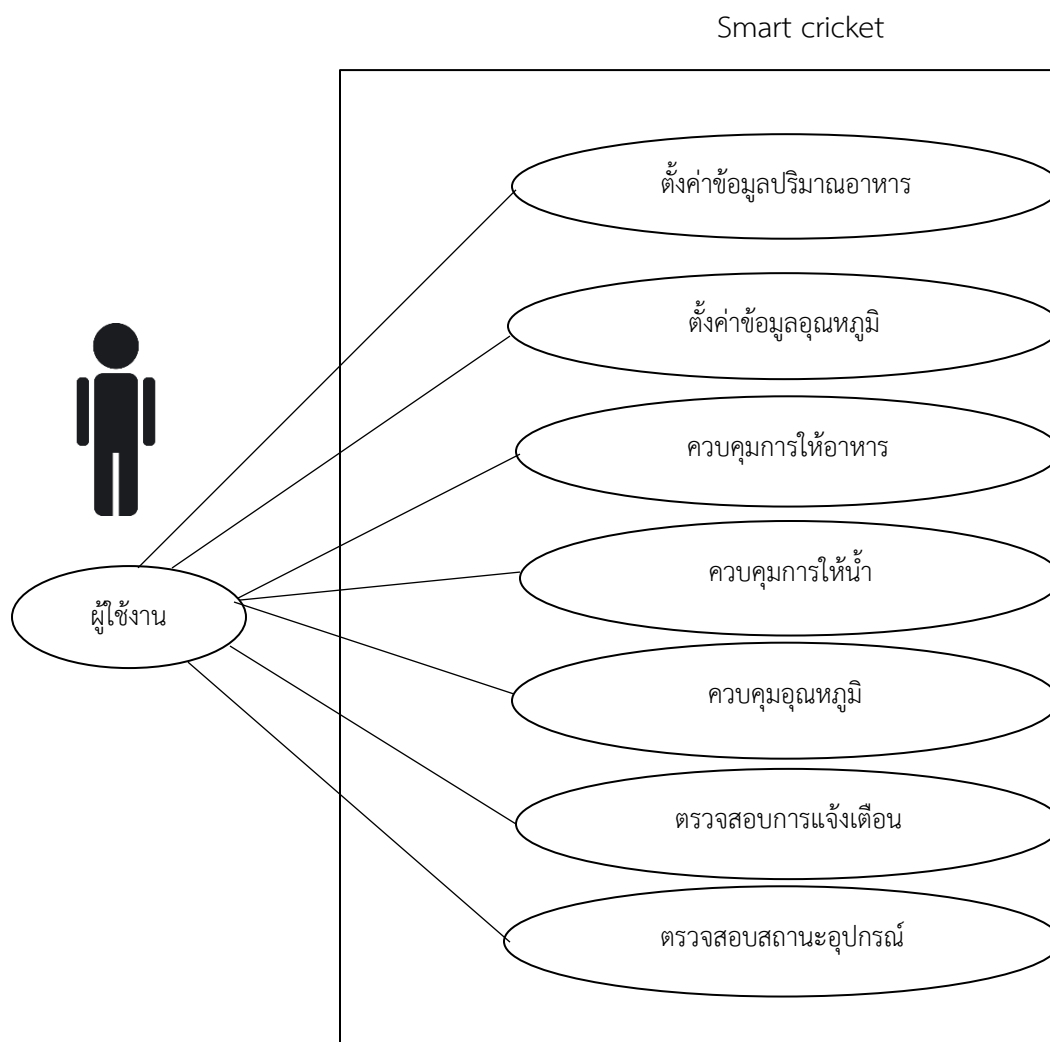 Smart cricket
ตั้งค่าข้อมูลปริมาณอาหาร
ตั้งค่าข้อมูลอุณหภูมิ
ควบคุมการให้อาหาร
ควบคุมการให้น้ำ
ผู้ใช้งาน
ควบคุมอุณหภูมิ
ตรวจสอบการแจ้งเตือน
ตรวจสอบสถานะอุปกรณ์